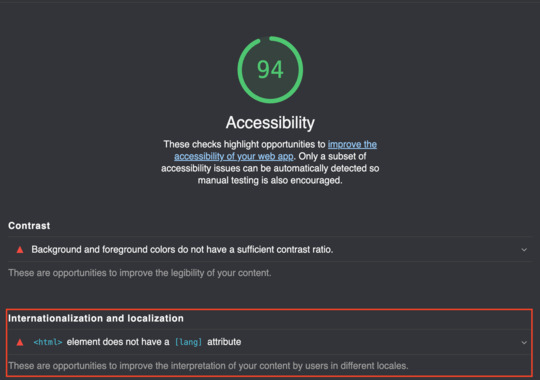 94
Accessibility
These checks highlight opportunities to improve the
accessibility of your web app. Only a subset of
accessibility issues can be automatically detected so
manual testing is also encouraged.
Contrast
Background and foreground colors do not have a sufficient contrast ratio.
These are opportunities to improve the legibility of your content.
Internationalization and localization
<html> element does not have a [lang] attribute
These are opportunities to improve the interpretation of your content by users in different locales.